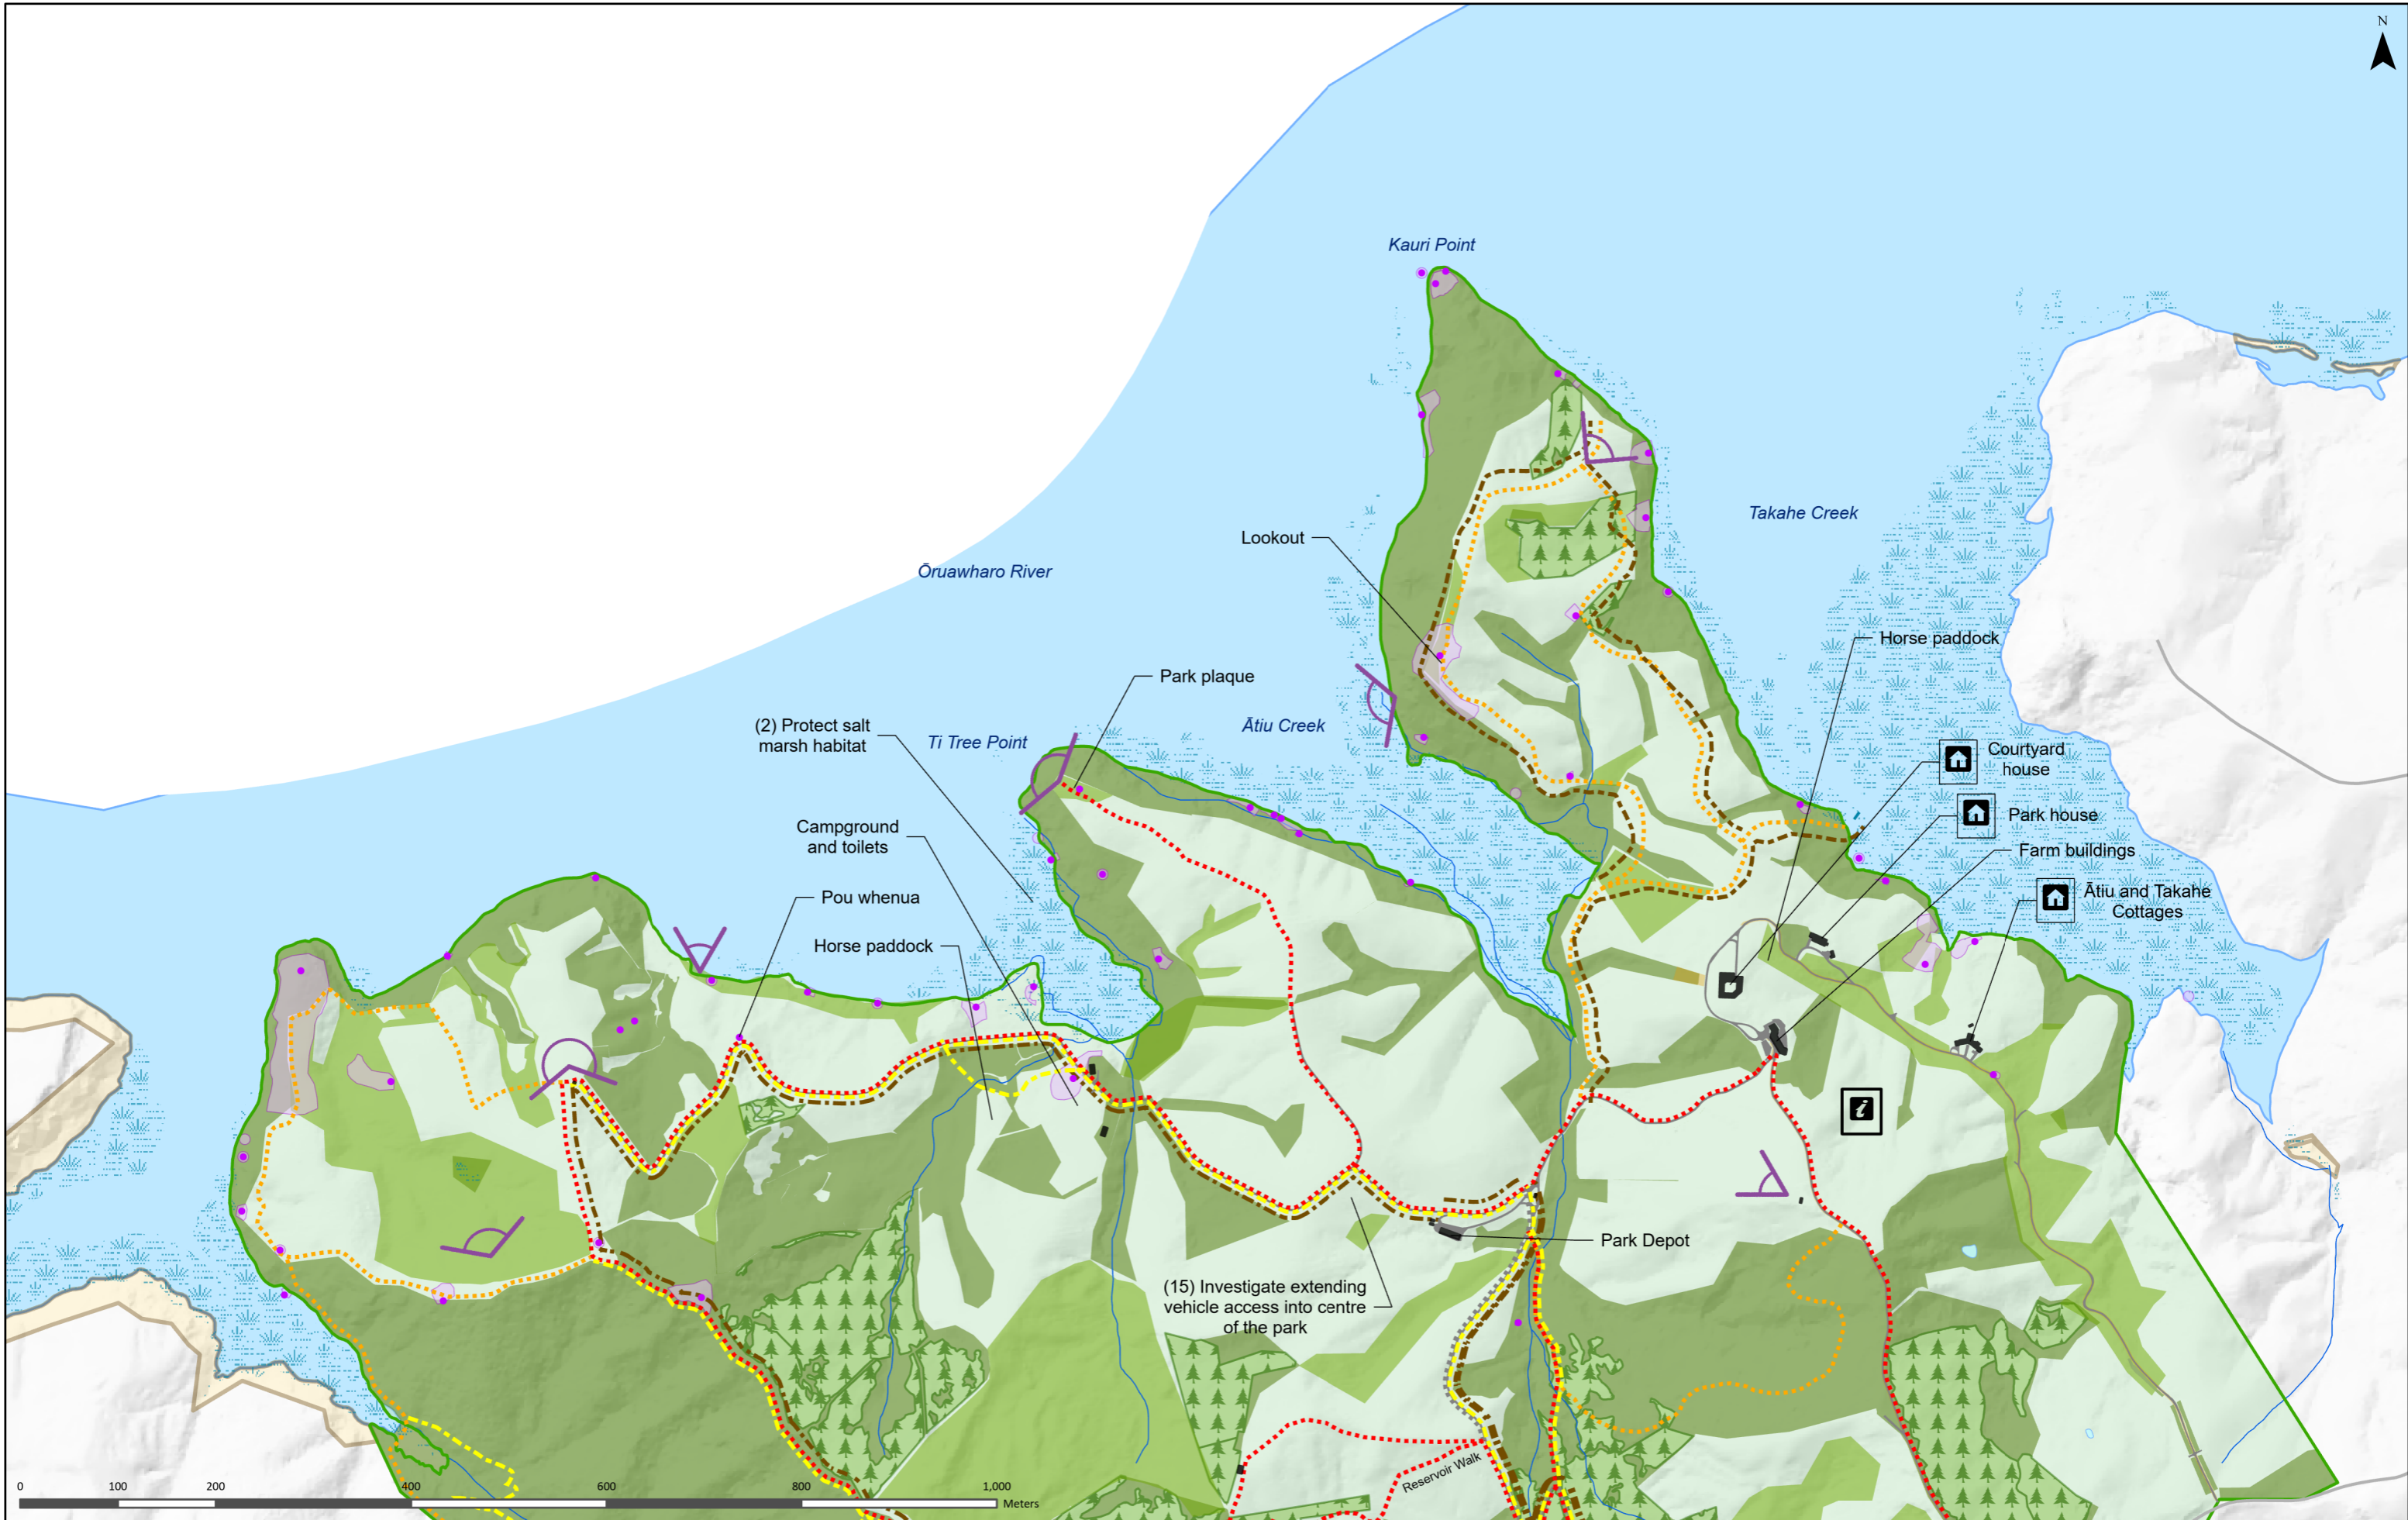 N
Kauri Point
Takahe Creek
Lookout
Ōruawharo River
Horse paddock
Park plaque
(2) Protect salt
marsh habitat
Ti Tree Point
Ātiu Creek
Courtyard
house
Park house
Campground
and toilets
Farm buildings
Pou whenua
Ātiu and Takahe
Cottages
Horse paddock
i
Park Depot
(15) Investigate extending
vehicle access into centre
of the park
Reservoir Walk
0 100 200 400 600 800 1,000
Meters